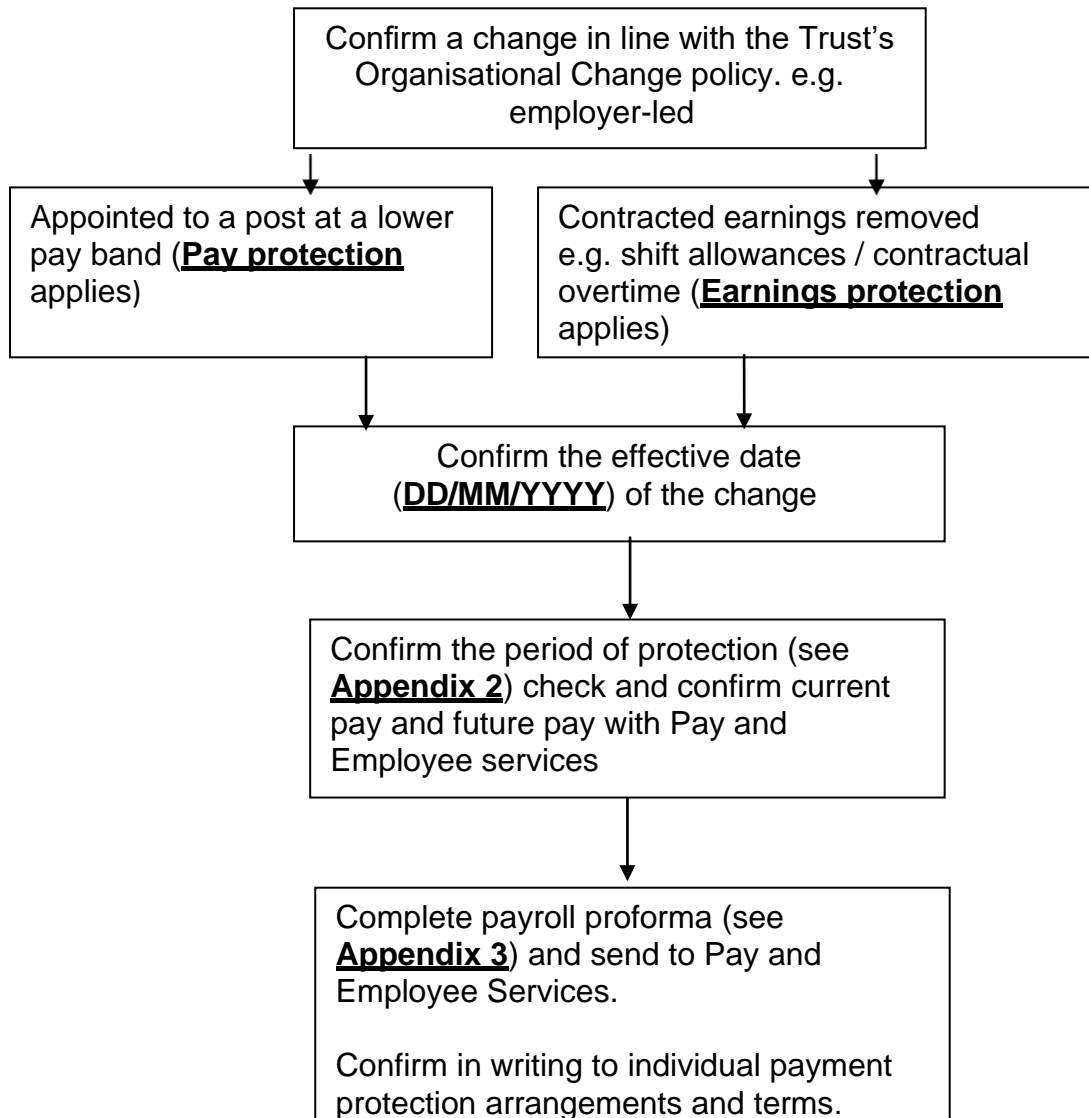 Confirm a change in line with the Trust's
Organisational Change policy. e.g.
employer-led
Appointed to a post at a lower
pay band (Pay protection
applies)
Contracted earnings removed
e.g. shift allowances / contractual
overtime (Earnings protection
applies)
Confirm the effective date
(DD/MM/YYYY) of the change
Confirm the period of protection (see
Appendix 2) check and confirm current
pay and future pay with Pay and
Employee services
Complete payroll proforma (see
Appendix 3) and send to Pay and
Employee Services.
Confirm in writing to individual payment
protection arrangements and terms.